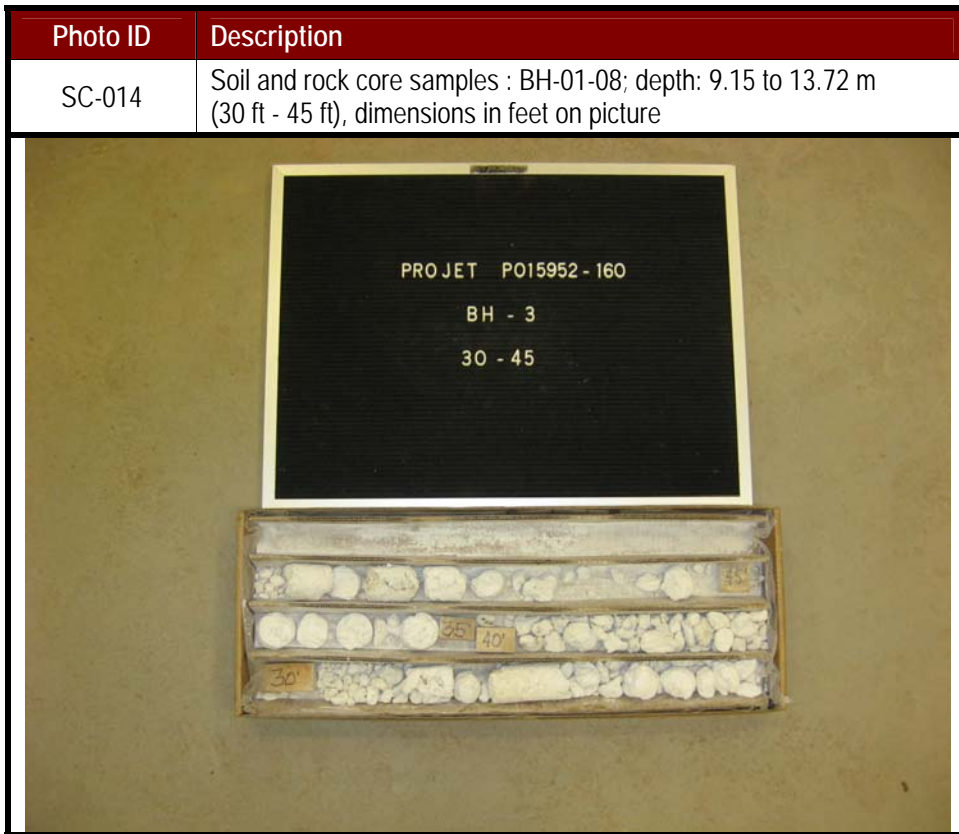 Photo ID Description
SC-014 Soil and rock core samples : BH-01-08; depth: 9.15 to 13.72 m
(30 ft - 45 ft), dimensions in feet on picture
PROJET PO15952-160
BH - 3
30 - 45
45'
35' 40'
30'